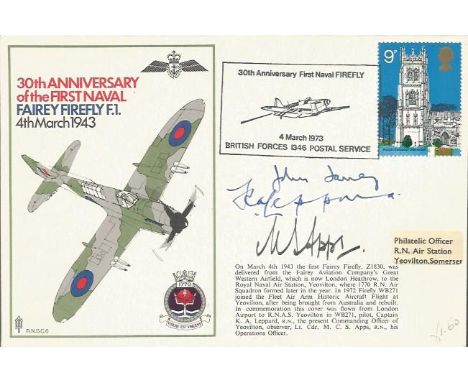 30th ANNIVERSARY
of the FIRST NAVAL
FAIREY FIREFLY F.1.
4th March 1943
30th Anniversary First Naval FIREFLY
4 March 1973
BRITISH FORCES 1346 POSTAL SERVICE
9P
Philatelic Officer
R.N. Air Station
Yeovilton, Somerser
On March 4th 1943 the first Fairey Firefly, Z1830, was
delivered from the Fairey Aviation Company's Great
Western Airfield, which is now London Heathrow, to
the Royal Naval Air Station, Yeovilton, where 1770 R.N. Air
Squadron formed later in the year. In 1972 Firefly WB271
joined the Fleet Air Arm Historic Aircraft Flight at
Yeovilton, after being brought from Australia and rebuilt.
In commemoration this cover was flown from London
Airport to R.N.A.S. Yeovilton in WB271, pilot, Captain
K. A. Leppard, R.N., the present Commanding Officer of
Yeovilton, observer, Lt. Cdr. M. C. S. Apps, R.N., his
Operations Officer.
1770
R.N.SC.6